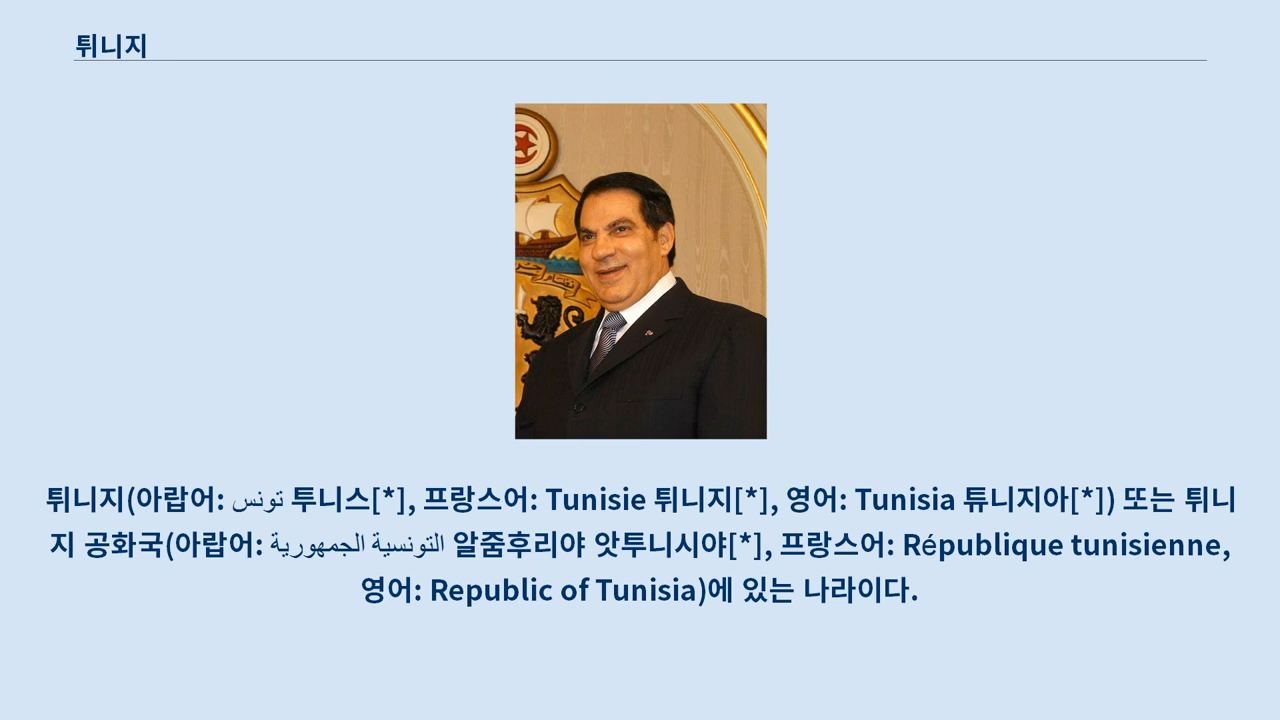 튀니지
튀니지(아랍어: تونس 투니스[*], 프랑스어: Tunisie 튀니지[*], 영어: Tunisia 튜니지아[*]) 또는 튀니
지 공화국(아랍어: التونسية الجمهورية 알줌후리야 앗투니시야[*], 프랑스어: République tunisienne,
영어: Republic of Tunisia)에 있는 나라이다.